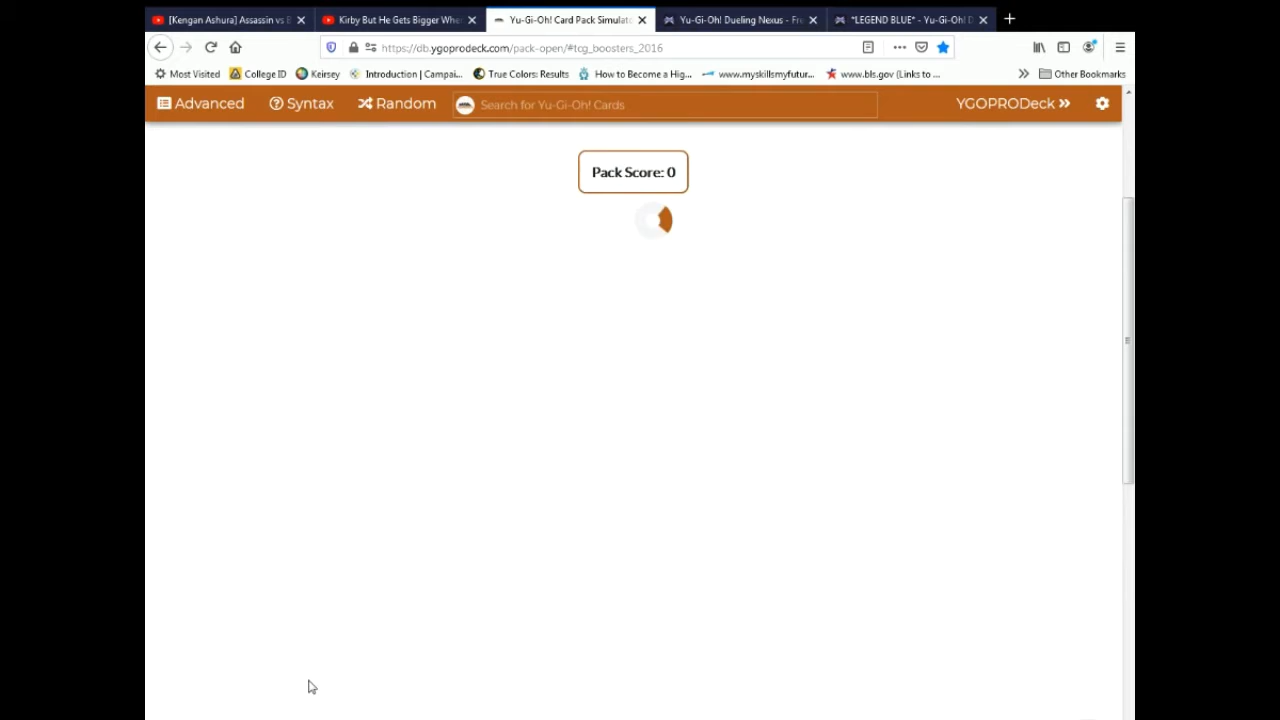 [Kengan Ashura] Assassin vs B
Kirby But He Gets Bigger Whe
Yu-Gi-Oh! Card Pack Simulato
Yu-Gi-Oh! Dueling Nexus - Fre
*LEGEND BLUE* - Yu-Gi-Oh! D
https://db.ygoprodeck.com/pack-open/#tcg_boosters_2016
Most Visited
College ID
Keirsey
Introduction | Campai...
True Colors: Results
How to Become a Hig...
www.myskillsmyfutur...
www.bls.gov (Links to ...
Other Bookmarks
Advanced
Syntax
Random
Search for Yu-Gi-Oh! Cards
YGOPRODeck
Pack Score: 0